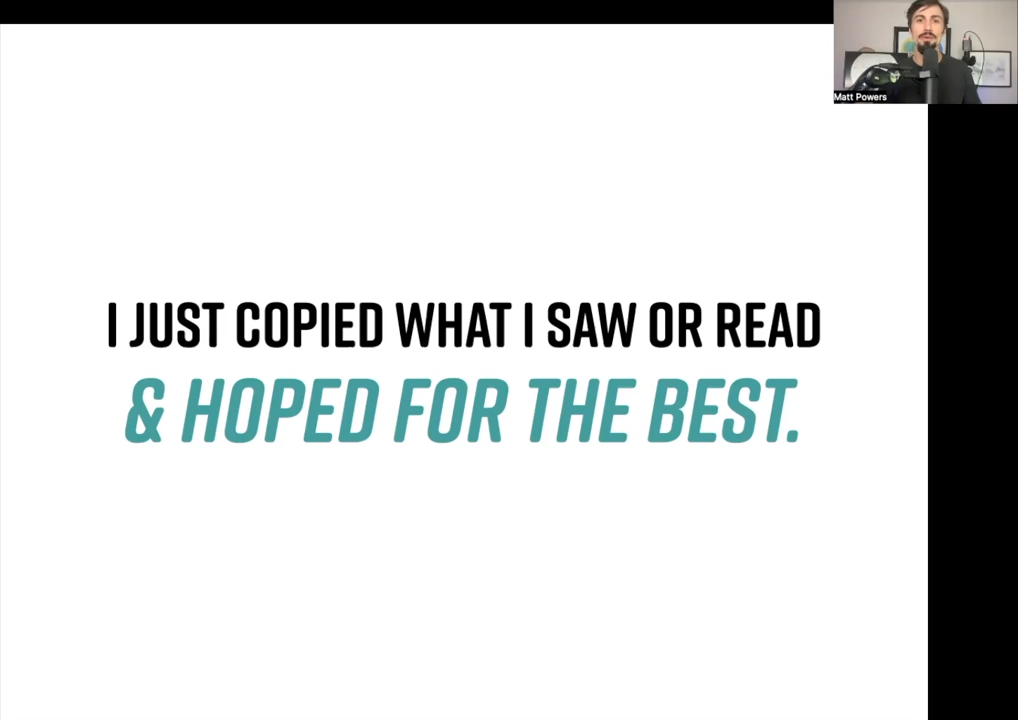 Matt Powers
I JUST COPIED WHAT I SAW OR READ
& HOPED FOR THE BEST.